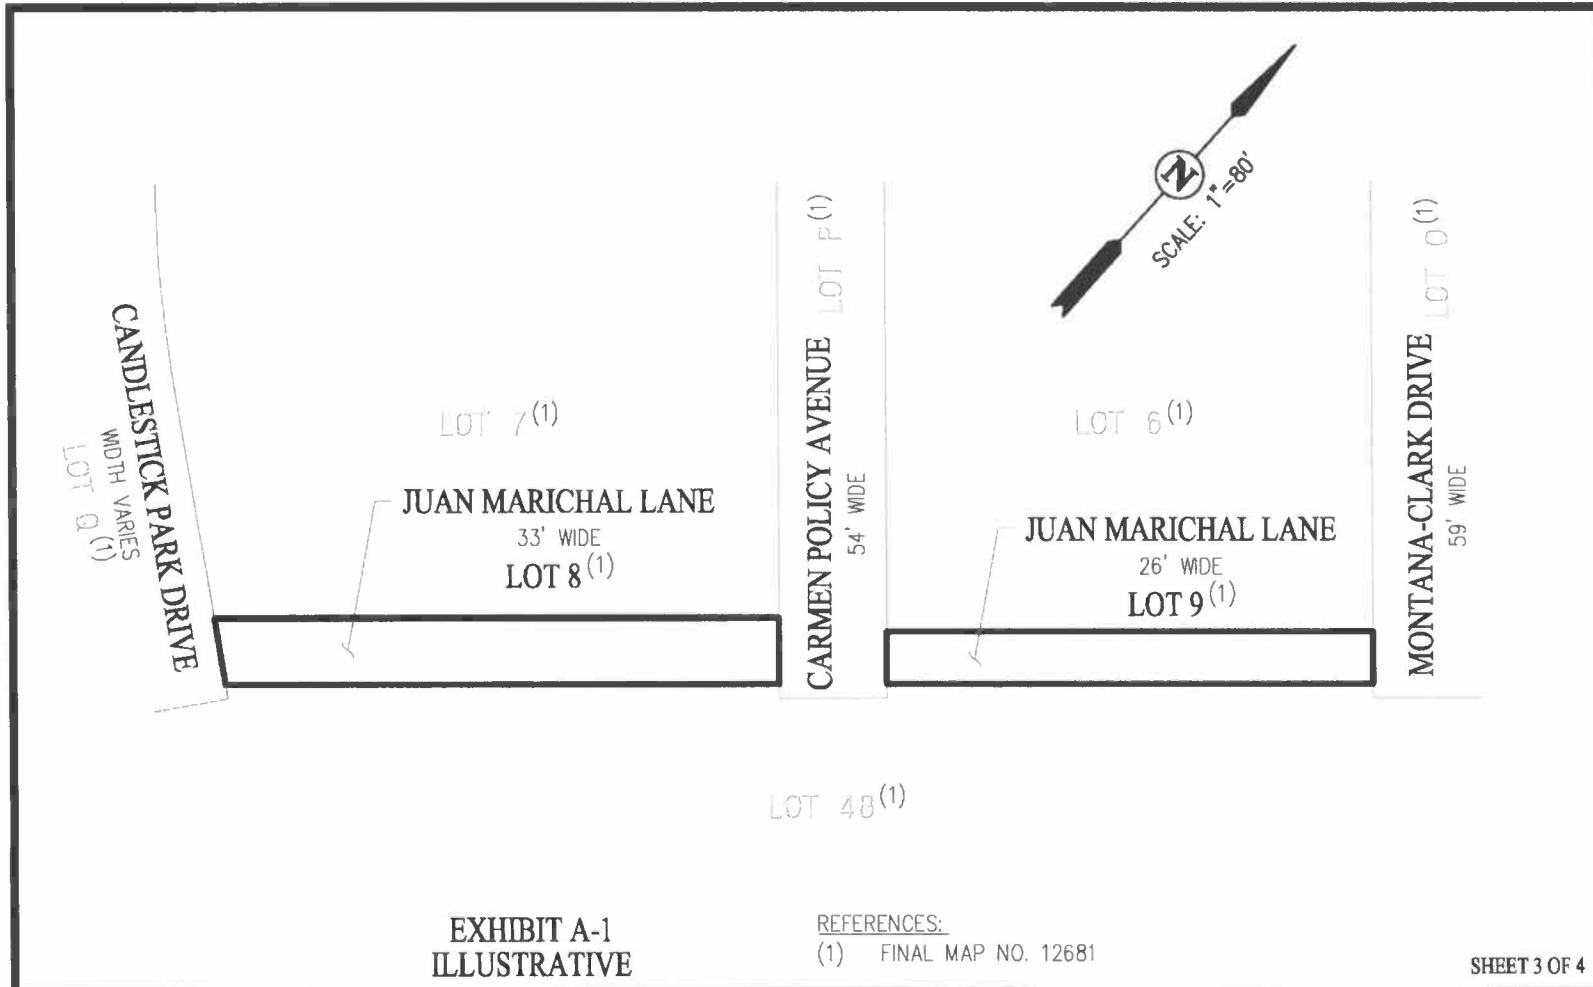 N
SCALE: 1"=80'
CANDLESTICK PARK DRIVE
WIDTH VARIES
LOT Q (1)
LOT 7 (1)
JUAN MARICHAL LANE
33' WIDE
LOT 8 (1)
LOT P (1)
CARMEN POLICY AVENUE
54' WIDE
LOT 6 (1)
JUAN MARICHAL LANE
26' WIDE
LOT 9 (1)
LOT O (1)
MONTANA-CLARK DRIVE
59' WIDE
LOT 48 (1)
EXHIBIT A-1
ILLUSTRATIVE
REFERENCES:
(1) FINAL MAP NO. 12681
SHEET 3 OF 4